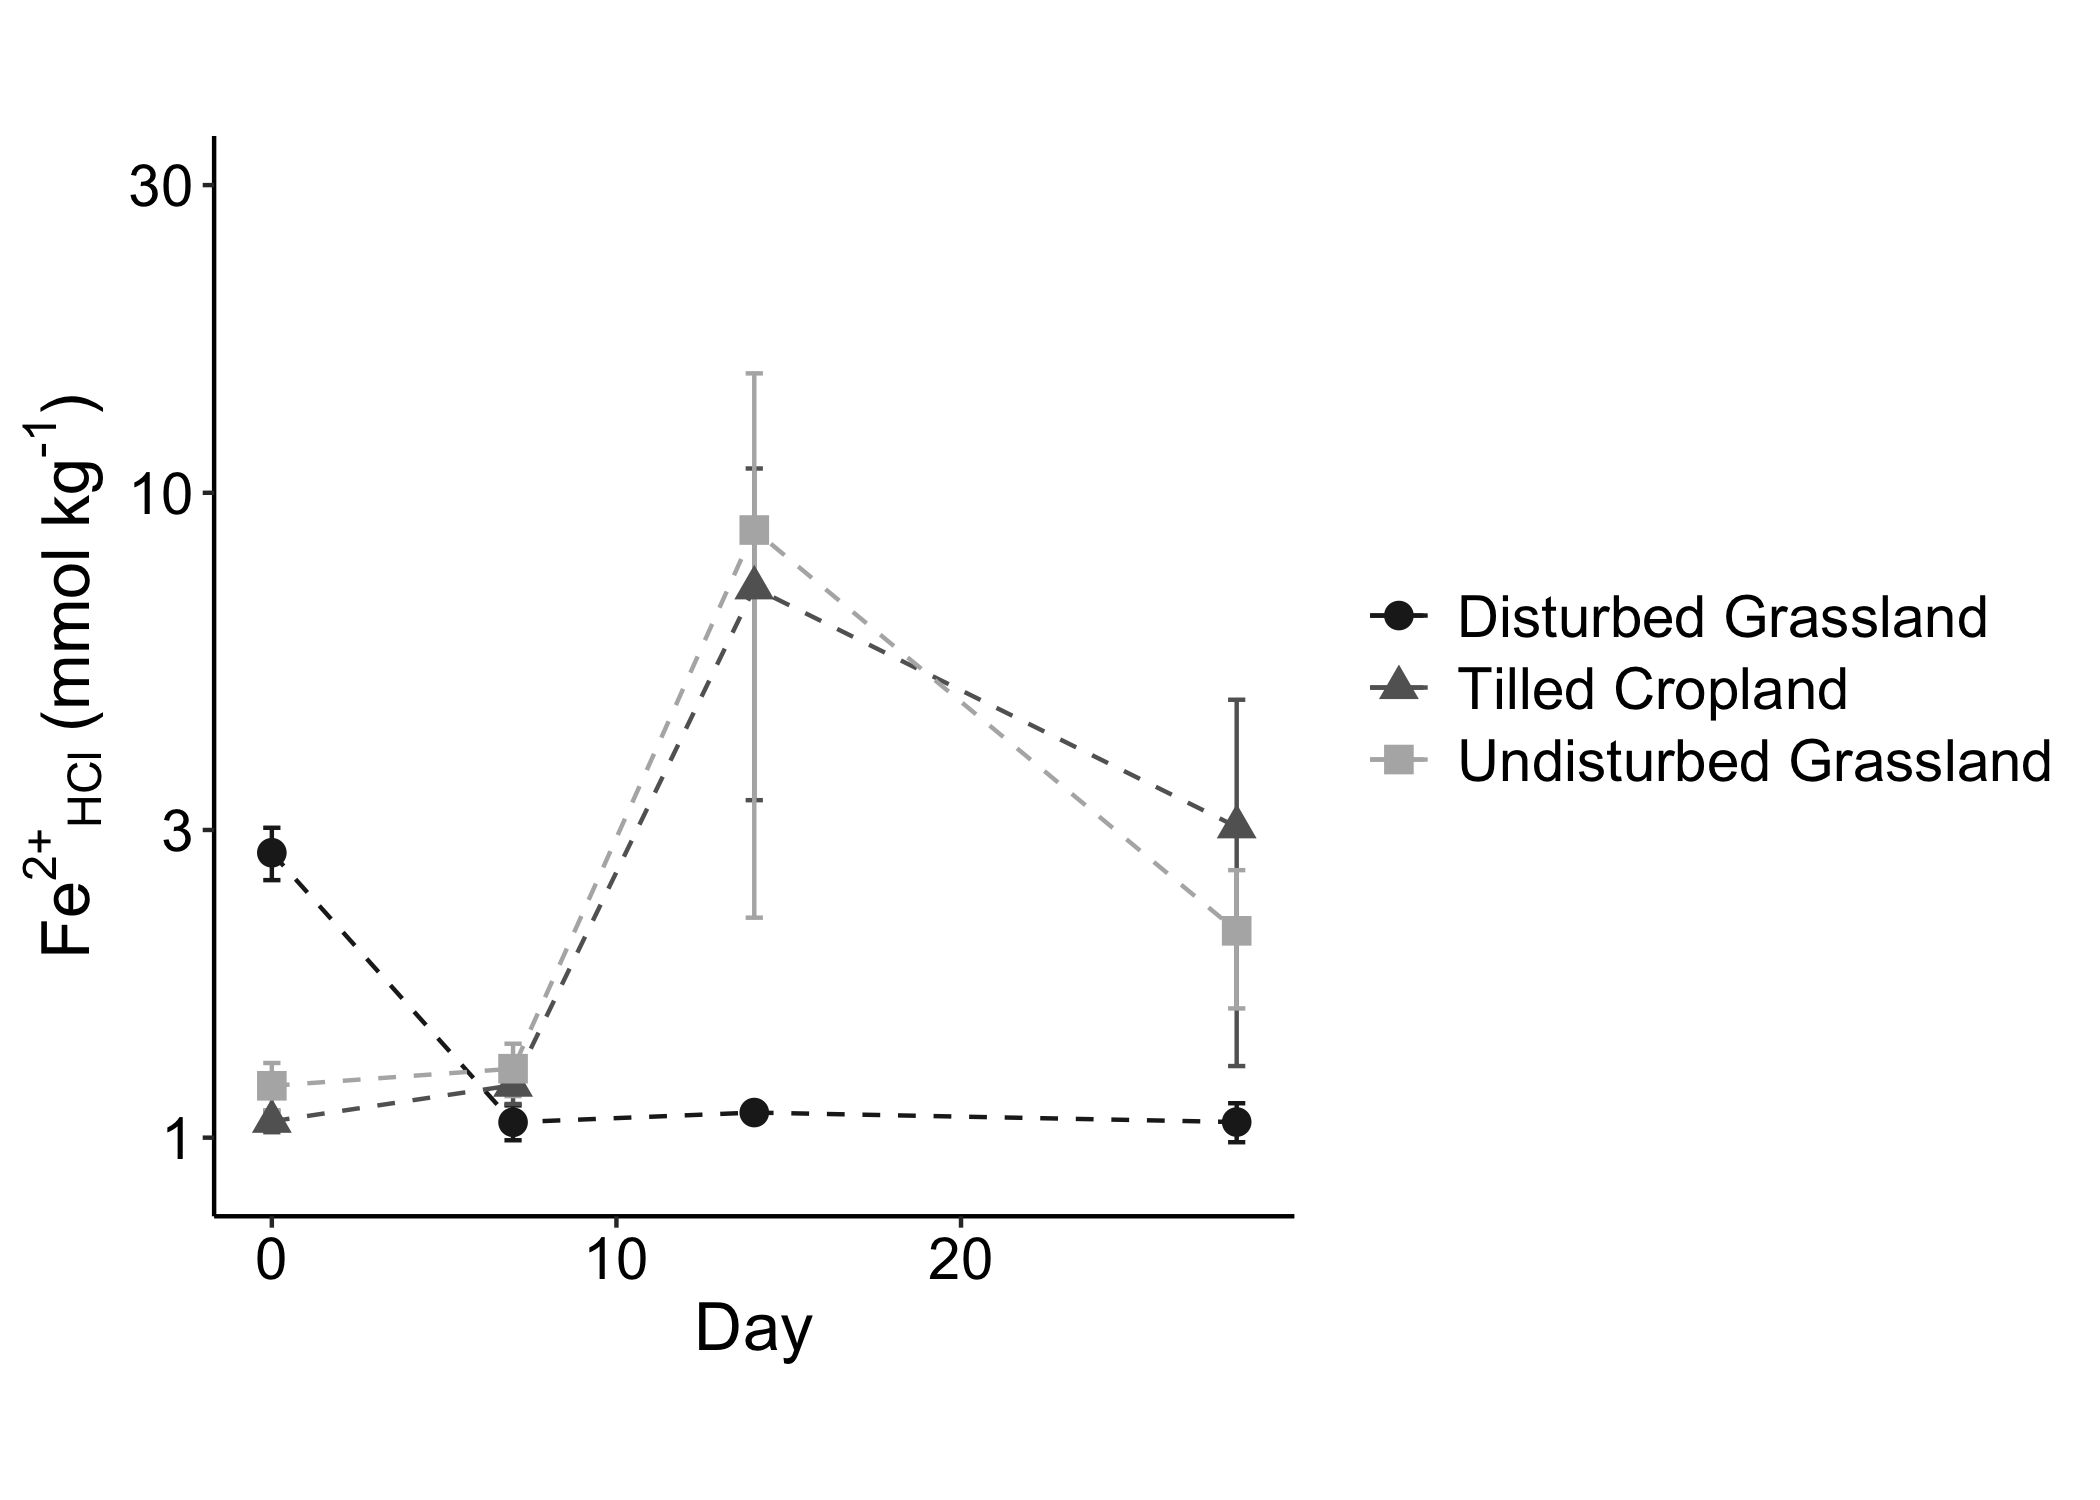 30
10
3
1
Fe2+HCl (mmol kg-1)
0 10 20
Day
Disturbed Grassland
Tilled Cropland
Undisturbed Grassland